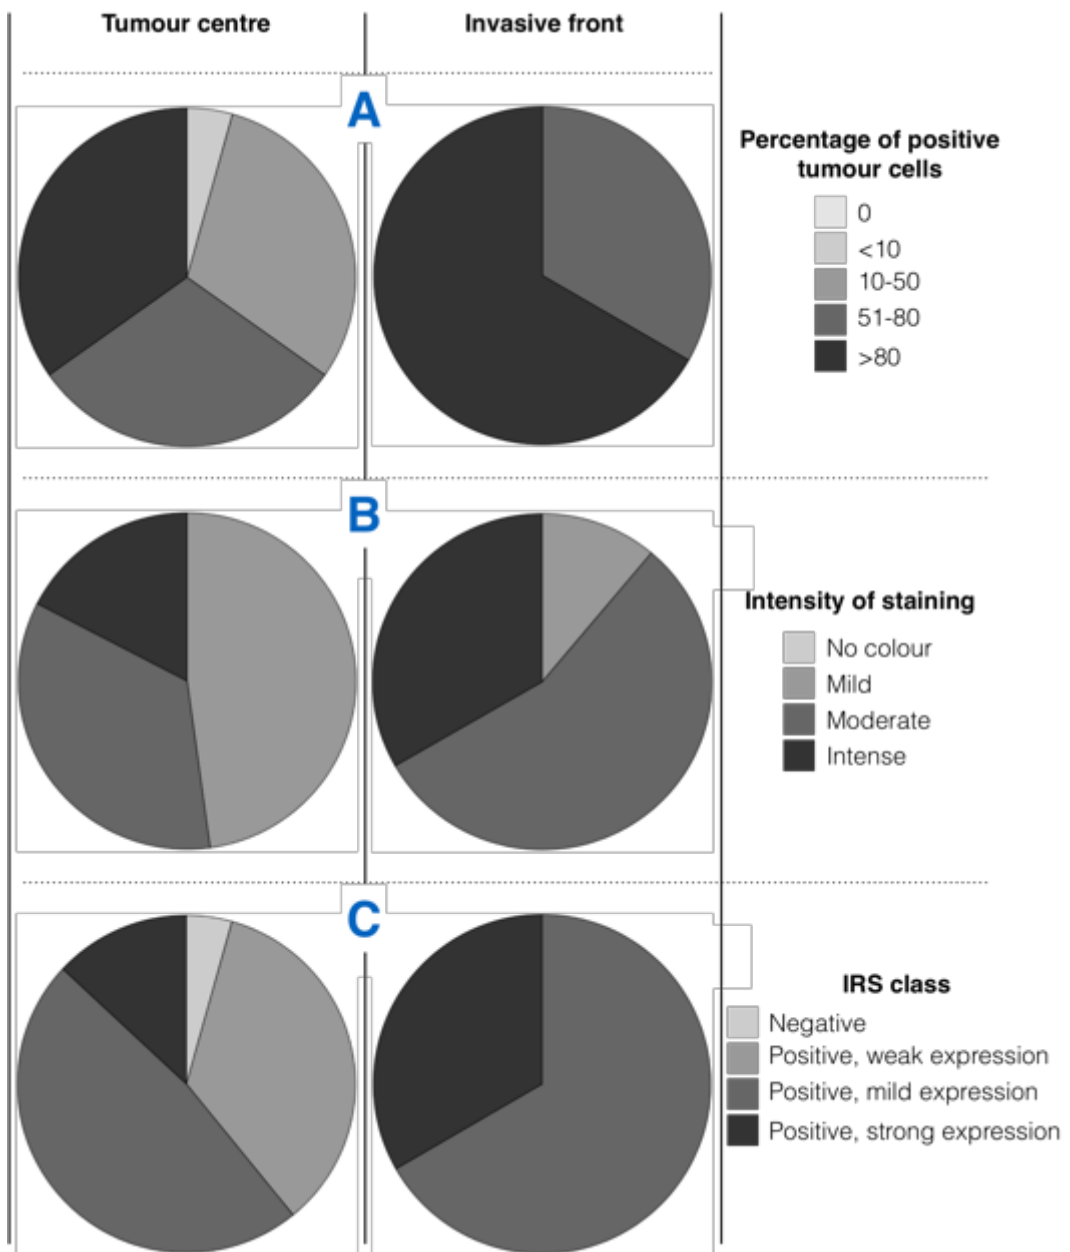 Tumour centre
Invasive front
A
Percentage of positive
tumour cells
0
<10
10-50
51-80
>80
B
Intensity of staining
No colour
Mild
Moderate
Intense
C
IRS class
Negative
Positive, weak expression
Positive, mild expression
Positive, strong expression